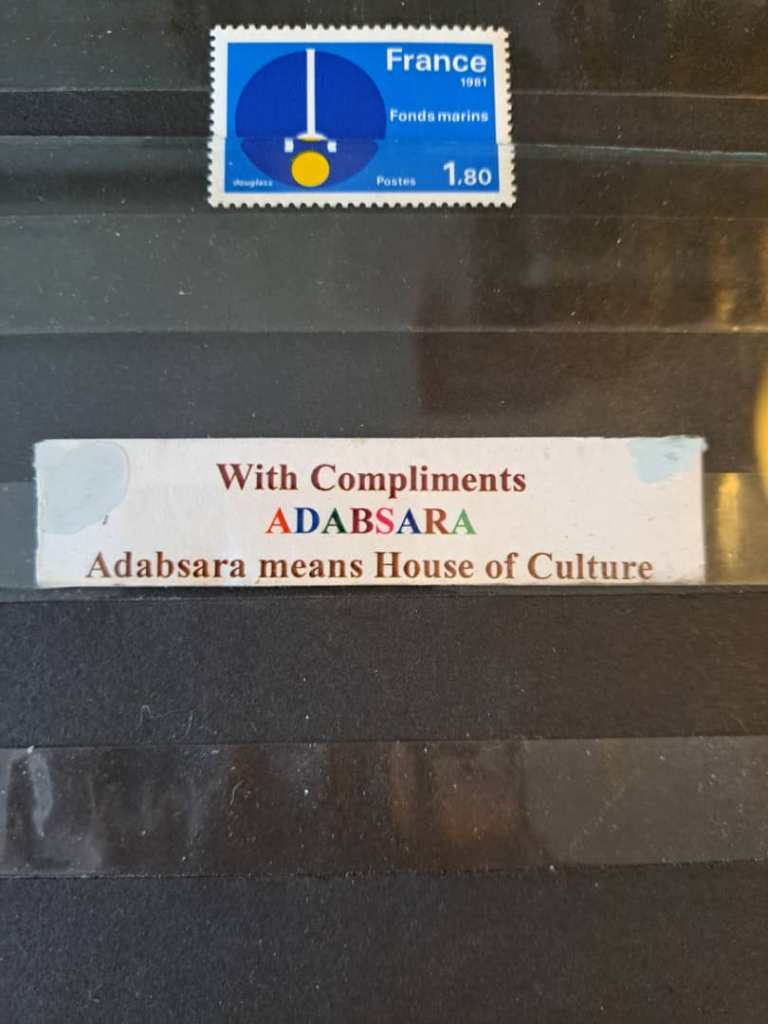 France
1981
Fonds marins
douglass
Postes
1,80
With Compliments
ADABSARA
Adabsara means House of Culture